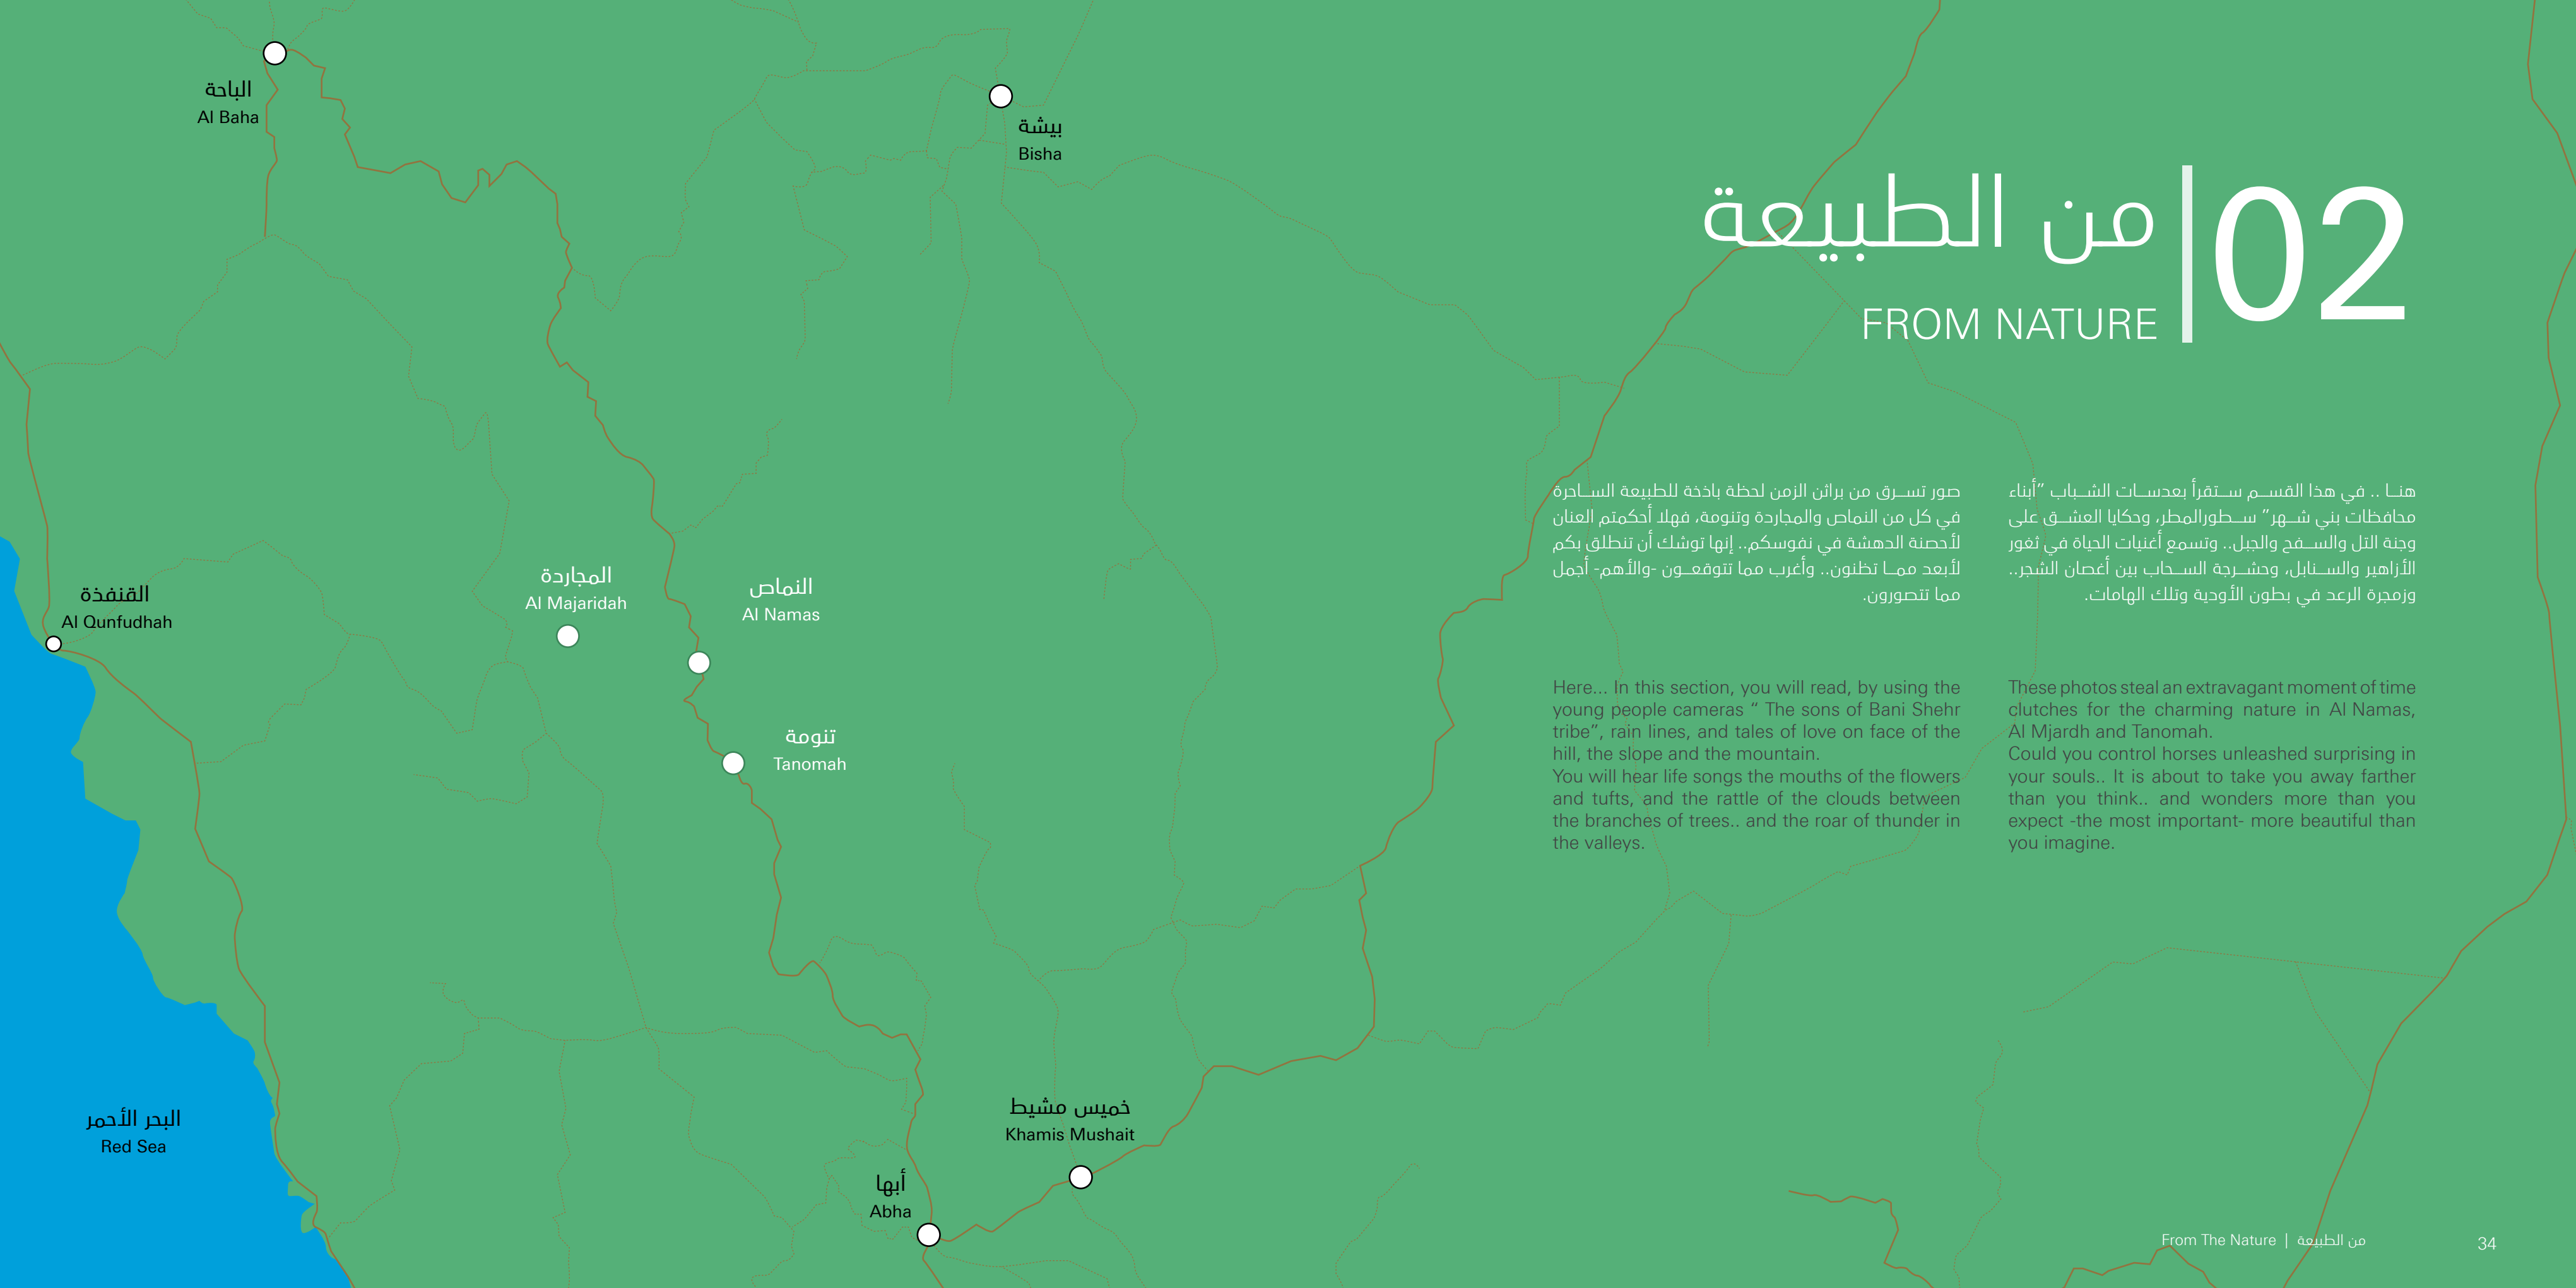 الباحة
Al Baha
بيشة
Bisha
02
من الطبيعة
FROM NATURE
هنـا .. في هذا القسـم سـتقرأ بعدسـات الشـباب ”أبناء
محافظات بني شـهر” سـطورالمطر، وحكايا العشـق على
وجنة التل والسـفح والجبل.. وتسمع أغنيات الحياة في ثغور
الأزاهير والسـنابل، وحشـرجة السـحاب بين أغصان الشجر..
وزمجرة الرعد في بطون الأودية وتلك الهامات.
صور تسـرق من براثن الزمن لحظة باذخة للطبيعة السـاحرة
في كل من النماص والمجاردة وتنومة، فهلا أحكمتم العنان
لأحصنة الدهشة في نفوسكم.. إنها توشك أن تنطلق بكم
لأبعد ممـا تظنون.. وأغرب مما تتوقعـون -والأهم- أجمل
مما تتصورون.
القنفذة
Al Qunfudhah
المجاردة
Al Majaridah
النماص
Al Namas
تنومة
Tanomah
Here... In this section, you will read, by using the
young people cameras “ The sons of Bani Shehr
tribe”, rain lines, and tales of love on face of the
hill, the slope and the mountain.
You will hear life songs the mouths of the flowers
and tufts, and the rattle of the clouds between
the branches of trees.. and the roar of thunder in
the valleys.
These photos steal an extravagant moment of time
clutches for the charming nature in Al Namas,
Al Mjardh and Tanomah.
Could you control horses unleashed surprising in
your souls.. It is about to take you away farther
than you think.. and wonders more than you
expect -the most important- more beautiful than
you imagine.
البحر الأحمر
Red Sea
خميس مشيط
Khamis Mushait
أبها
Abha
From The Nature | من الطبيعة
34